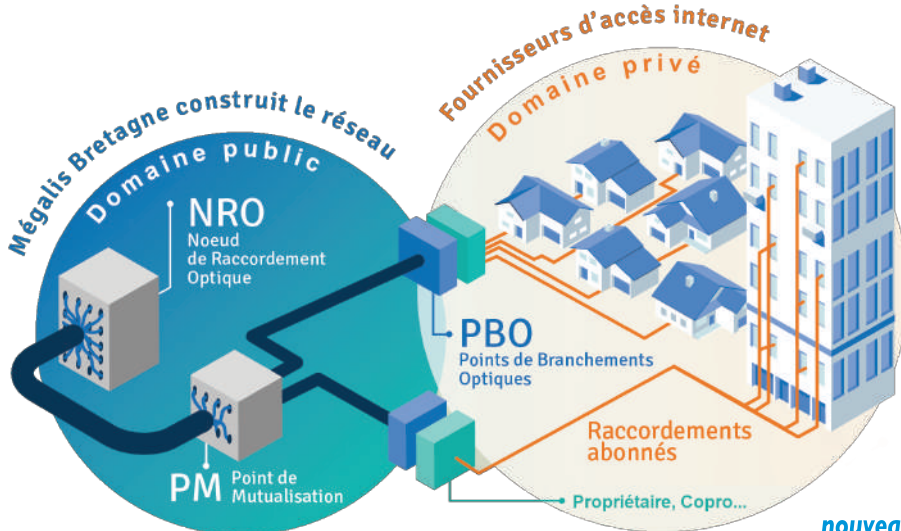 Mégalis Bretagne construit le réseau
Domaine public
Fournisseurs d'accès internet
Domaine privé
NRO
Noeud
de Raccordement
Optique
PBO
Points de Branchements
Optiques
PM
Point de
Mutualisation
Raccordements
abonnés
Propriétaire, Copro...